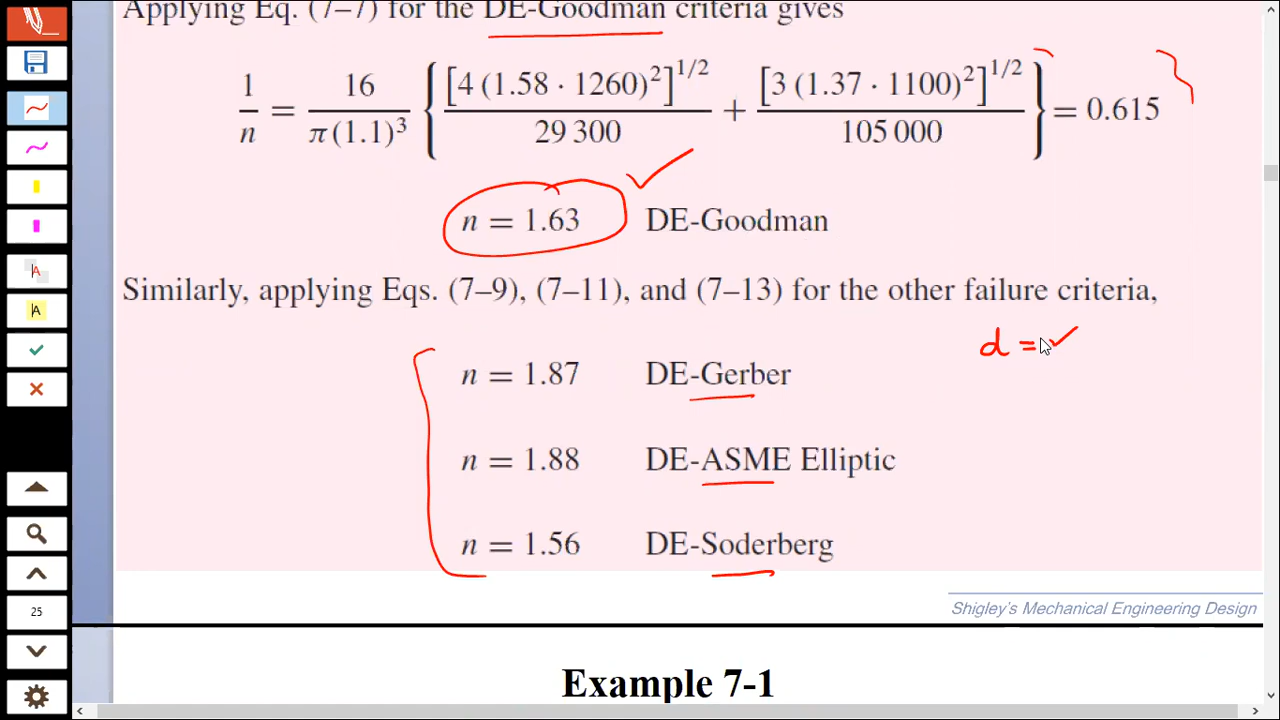 Applying Eq. (7–7) for the DE-Goodman criteria gives
1/n = 16/π(1.1)³ {[4 (1.58 · 1260)²]^1/2 / 29 300 + [3 (1.37 · 1100)²]^1/2 / 105 000} = 0.615
n = 1.63 DE-Goodman
Similarly, applying Eqs. (7–9), (7–11), and (7–13) for the other failure criteria,
d = ✓
n = 1.87 DE-Gerber
n = 1.88 DE-ASME Elliptic
n = 1.56 DE-Soderberg
Shigley's Mechanical Engineering Design
Example 7-1
A
A
25